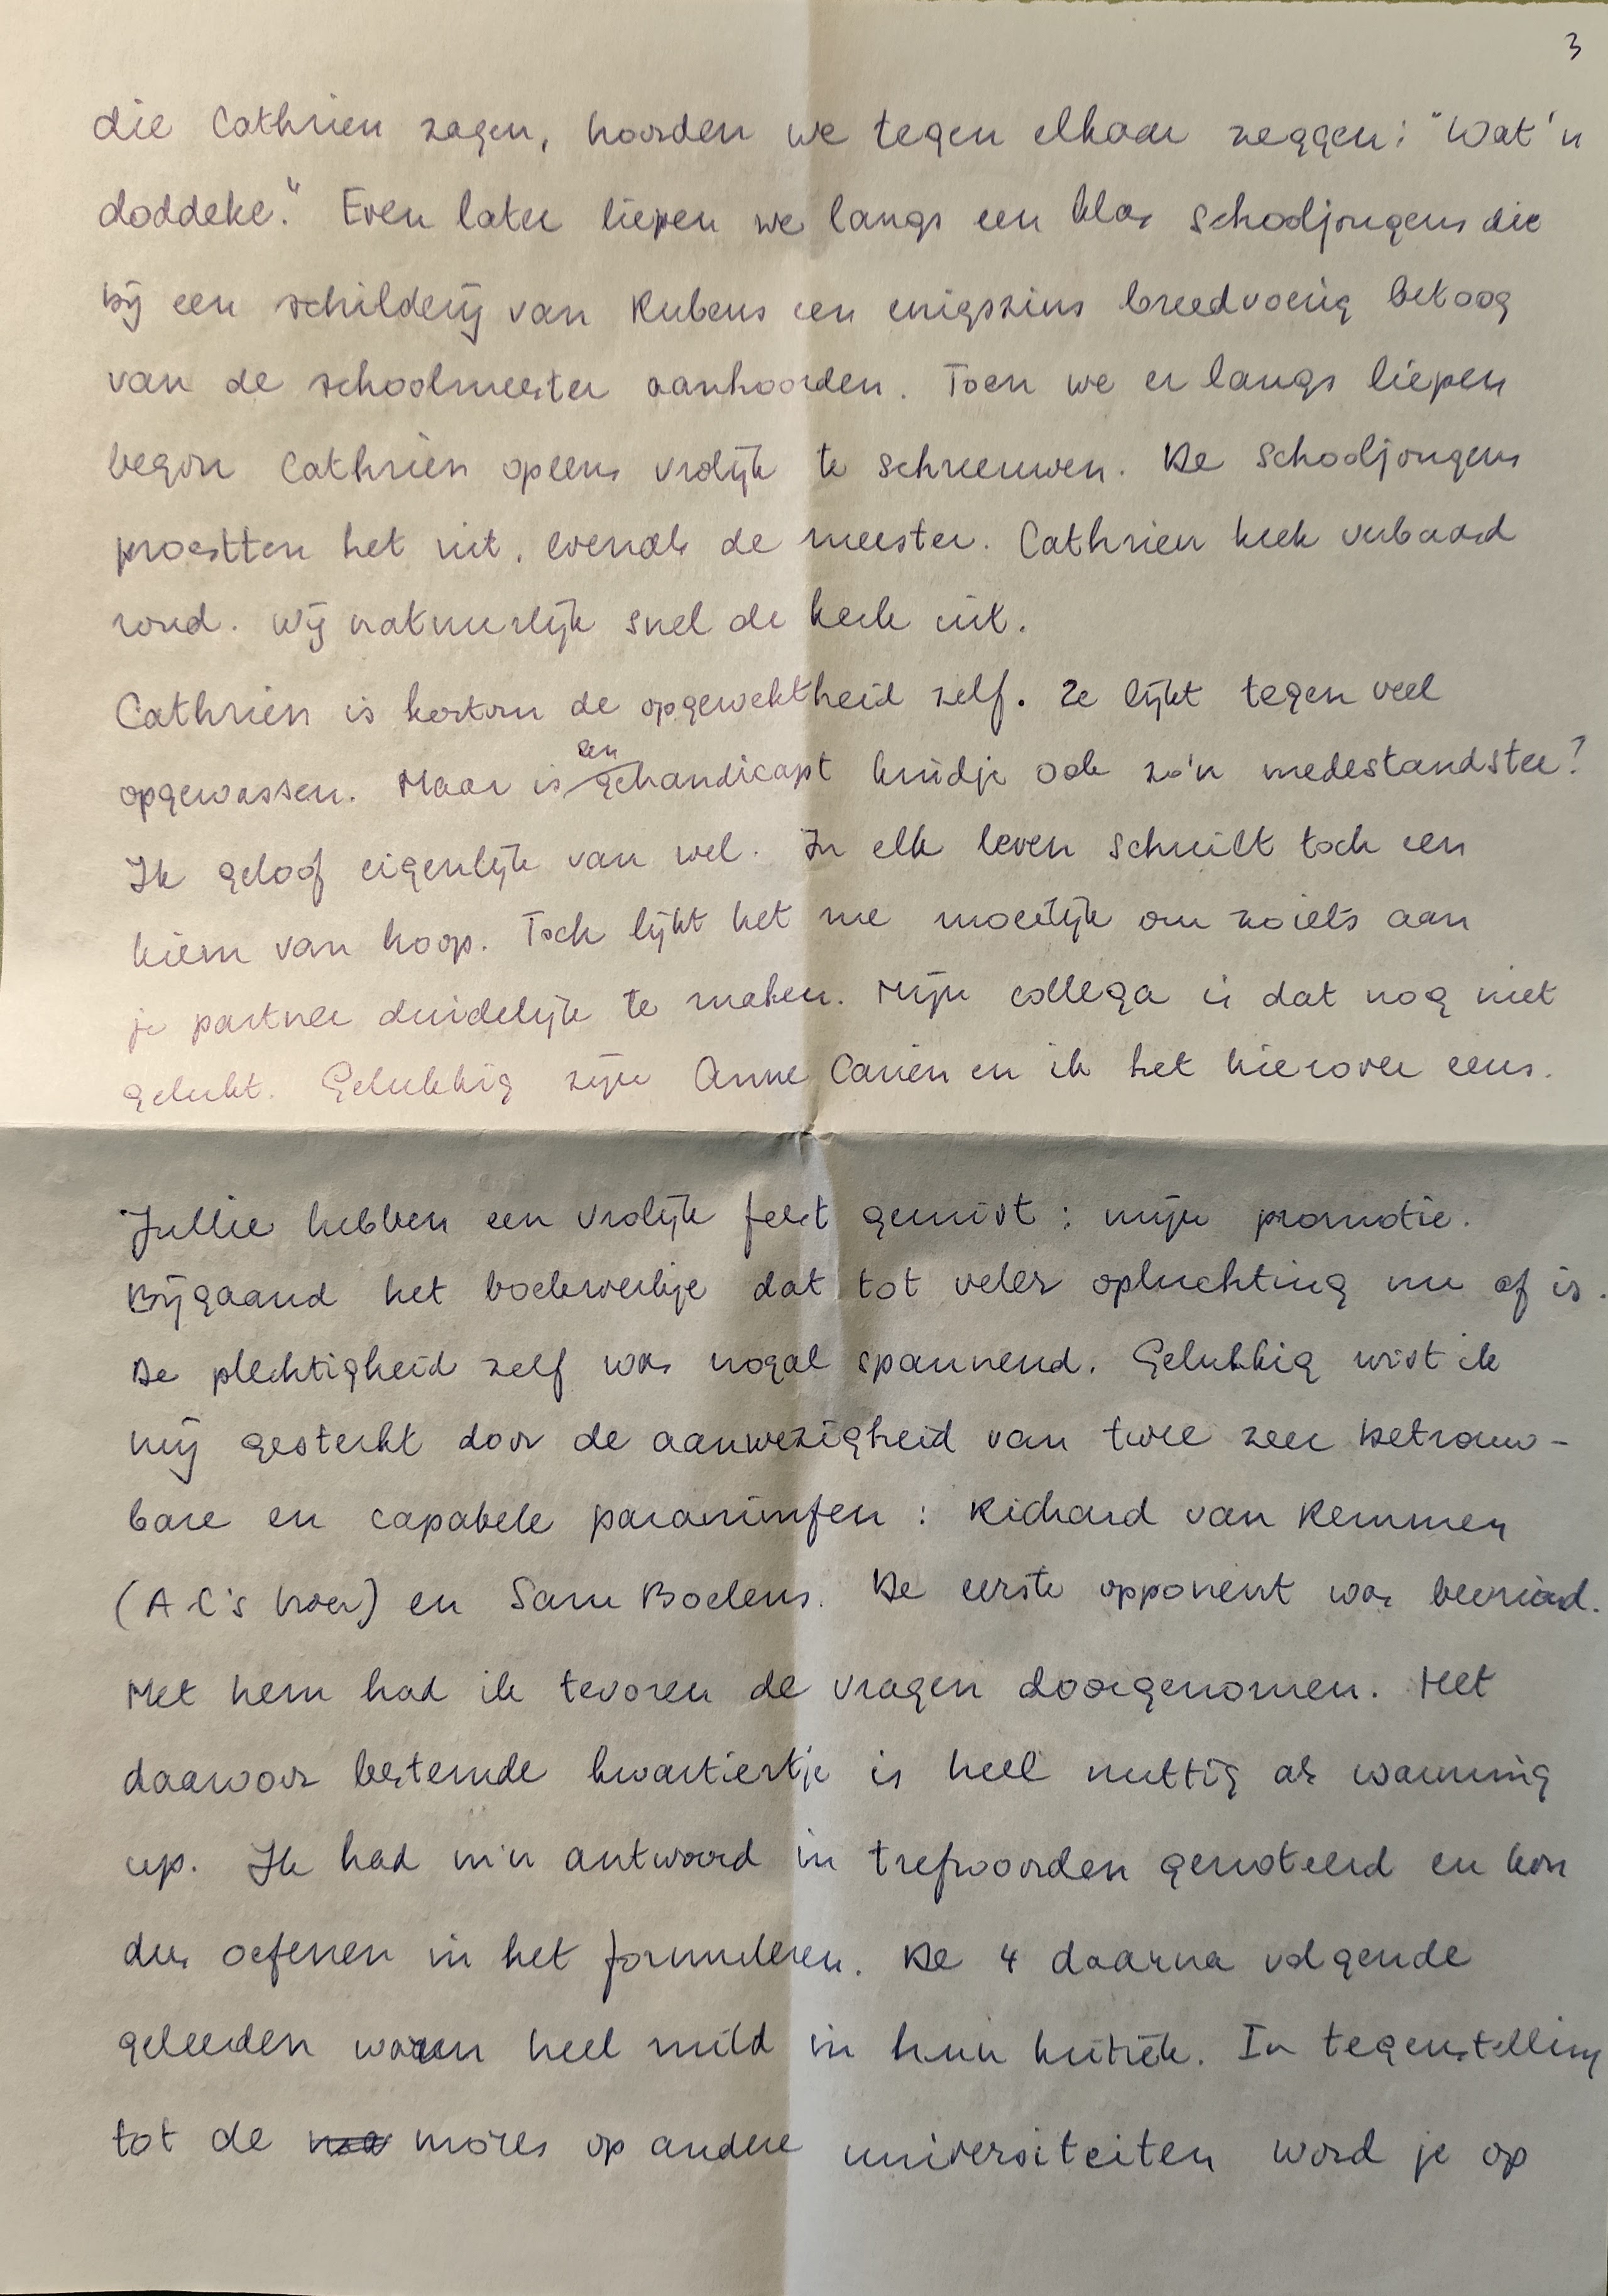 3
die Cathrien zagen, hoorden we tegen elkaar zeggen: "Wat 'n
doddeke." Even later liepen we langs een klas schooljongens die
bij een schilderij van Rubens een enigszins breedvoerig betoog
van de schoolmeester aanhoorden. Toen we er langs liepen
begon Cathrien opeens vrolijk te schreeuwen. De schooljongens
proestten het uit, evenals de meester. Cathrien keek verbaasd
rond. Wij natuurlijk snel de kerk uit.
Cathrien is kortom de opgewektheid zelf. Ze lijkt tegen veel
opgewassen. Maar is een gehandicapt kindje ook zo'n medestandster?
Ik geloof eigenlijk van wel. In elk leven schuilt toch een
kiem van hoop. Toch lijkt het me moeilijk om zoiets aan
je partner duidelijk te maken. Mijn collega is dat nog niet
gelukt. Gelukkig zijn Anne Carien en ik het hierover eens.
Jullie hebben een vrolijk feest gemist: mijn promotie.
Bijgaand het boekwerkje dat tot veler opluchting nu af is.
De plechtigheid zelf was nogal spannend. Gelukkig wist ik
mij gesterkt door de aanwezigheid van twee zeer betrouw-
bare en capabele paranimfen: Richard van Remmen
(A C's broer) en Sam Boelens. De eerste opponent was bevriend.
Met hem had ik tevoren de vragen doorgenomen. Het
daarvoor bestemde kwartiertje is heel nuttig als warming
up. Ik had m'n antwoord in trefwoorden genoteerd en kon
dus oefenen in het formuleren. De 4 daarna volgende
geleerden waren heel mild in hun kritiek. In tegenstelling
tot de mores op andere universiteiten word je op